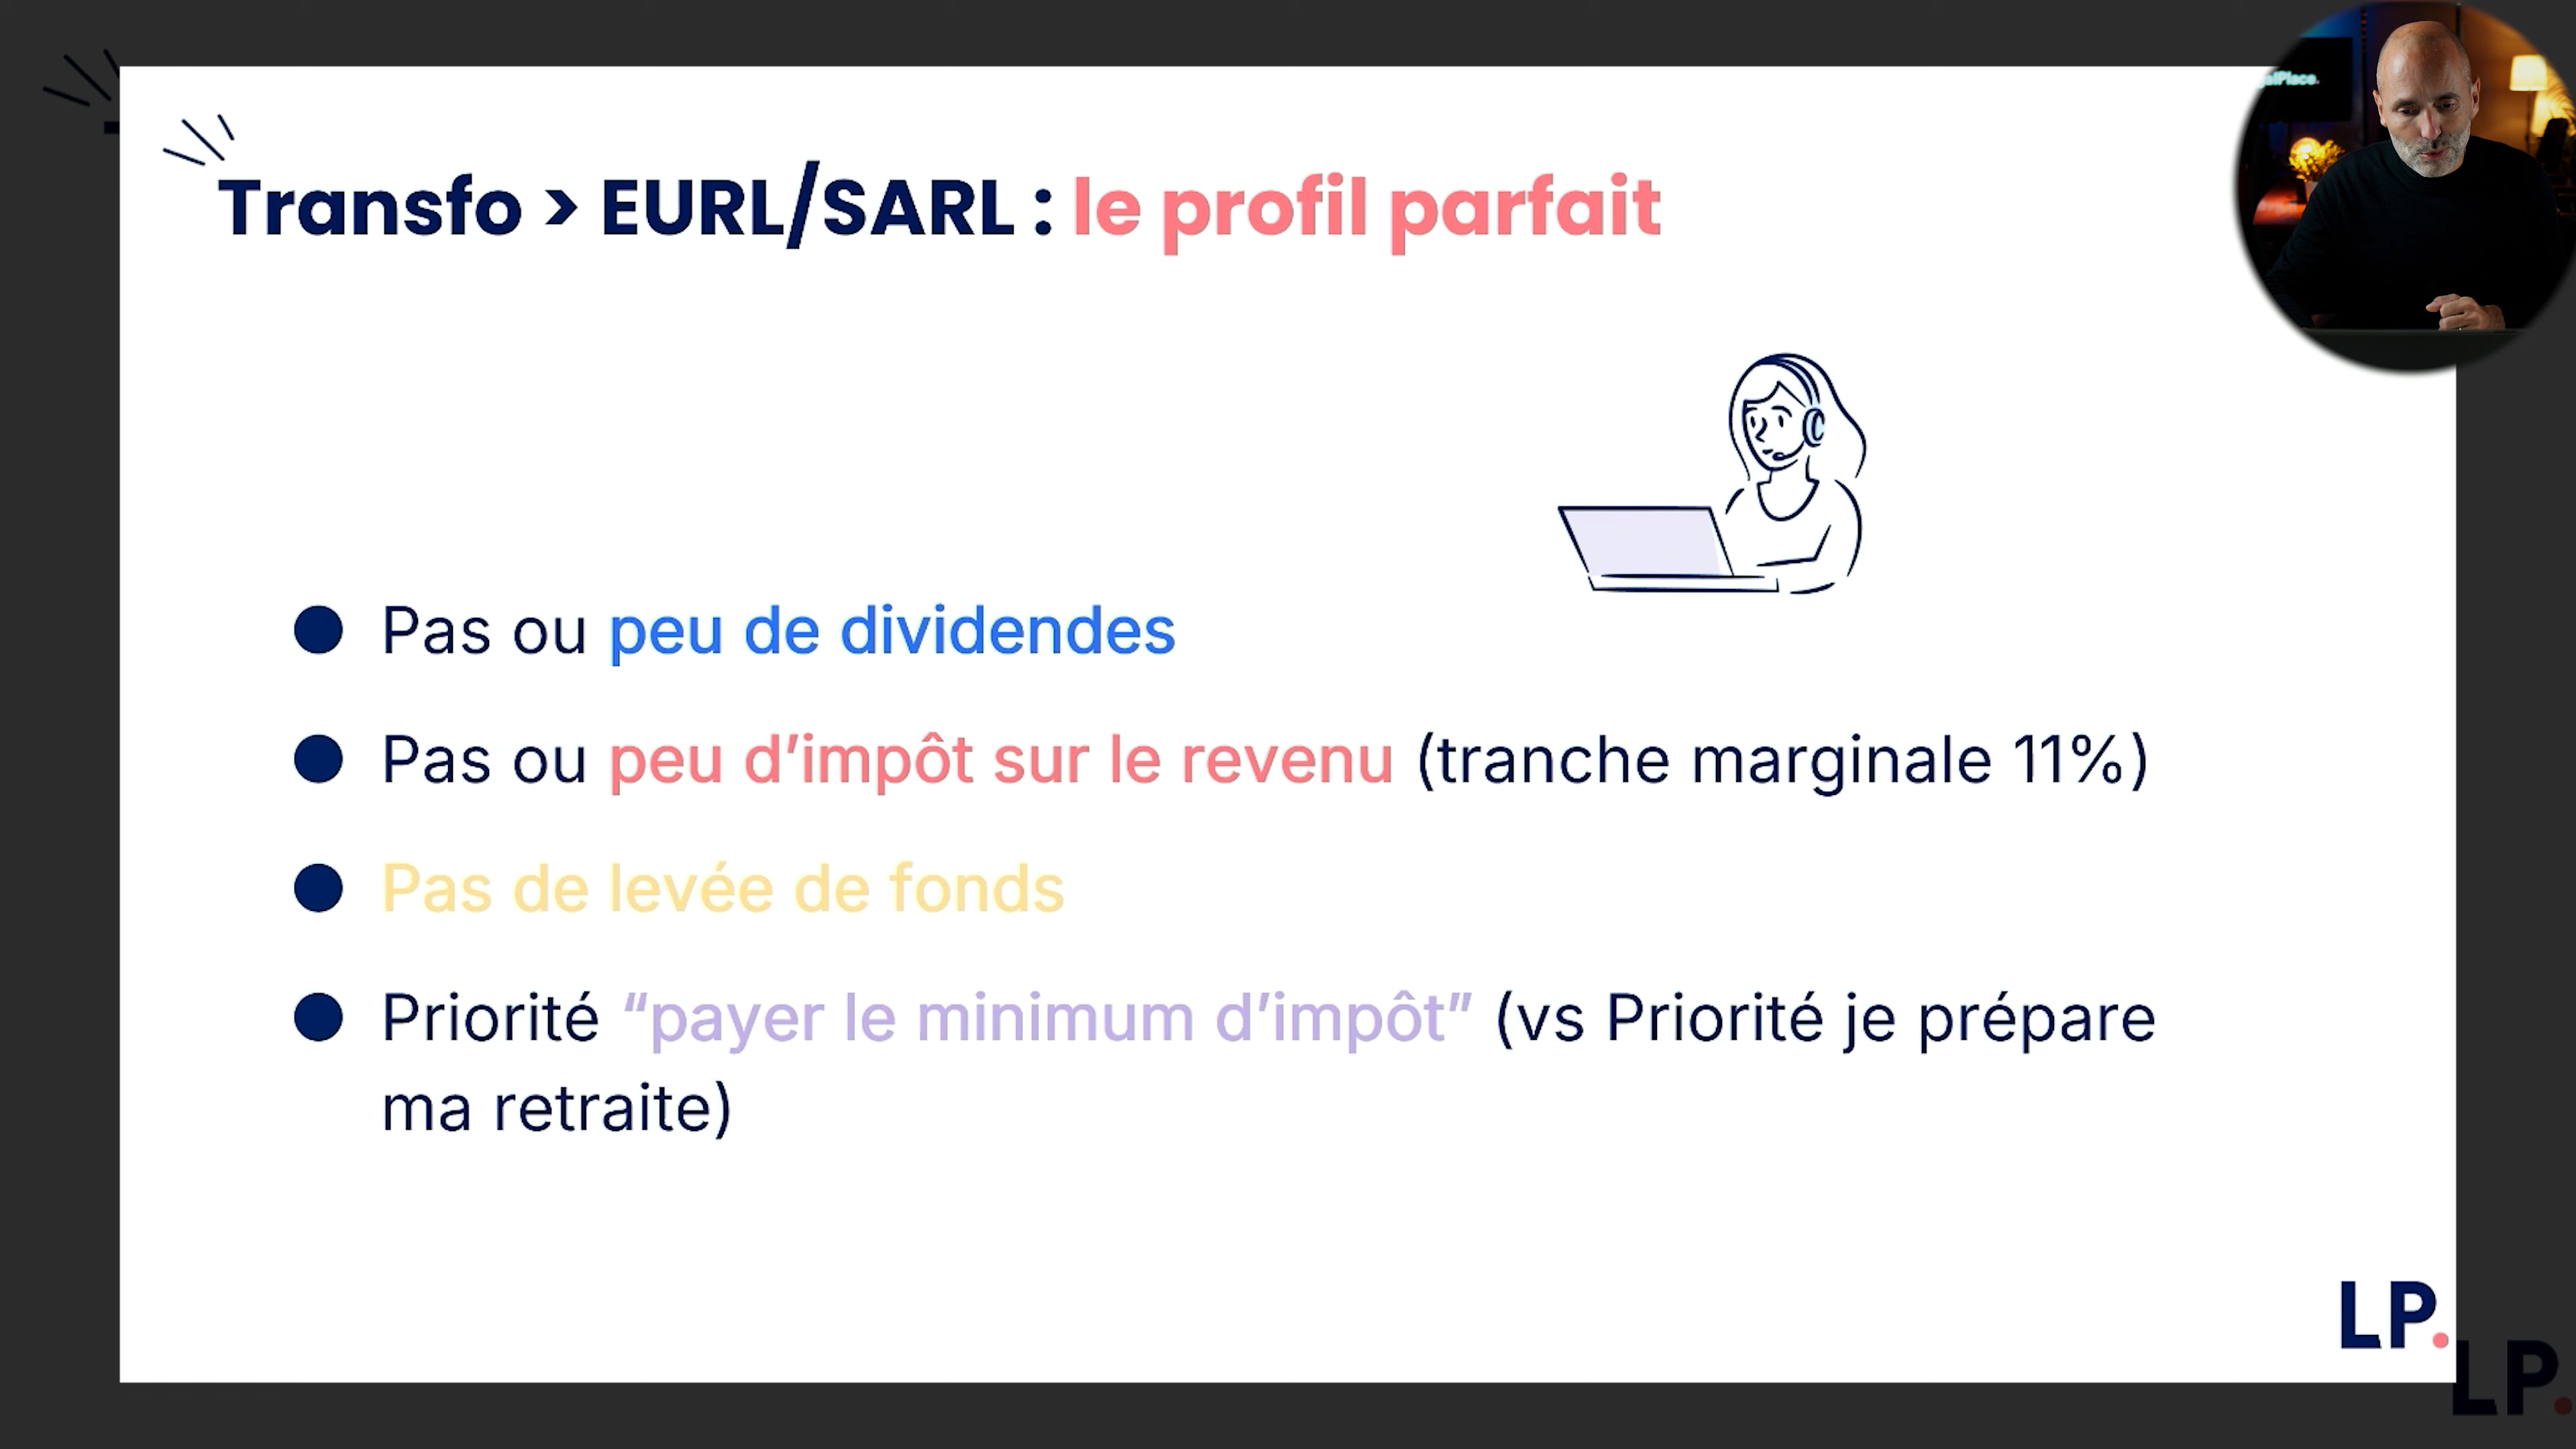 Transfo > EURL/SARL : le profil parfait
Pas ou peu de dividendes
Pas ou peu d’impôt sur le revenu (tranche marginale 11%)
Pas de levée de fonds
Priorité “payer le minimum d’impôt” (vs Priorité je prépare
ma retraite)
LP.
LP.